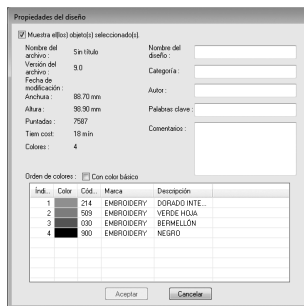 Propiedades del diseño
Muestra el(los) objeto(s) seleccionado(s).
Nombre del archivo : Sin título
Versión del archivo : 9.0
Fecha de modificación :
Anchura : 88.70 mm
Altura : 98.90 mm
Puntadas : 7587
Tiem cost: 18 min
Colores : 4
Nombre del diseño :
Categoría :
Autor :
Palabras clave :
Comentarios :
Orden de colores : Con color básico
Índi... Color Cód... Marca Descripción
1 214 EMBROIDERY DORADO INTE...
2 509 EMBROIDERY VERDE HOJA
3 030 EMBROIDERY BERMELLÓN
4 900 EMBROIDERY NEGRO
Aceptar Cancelar